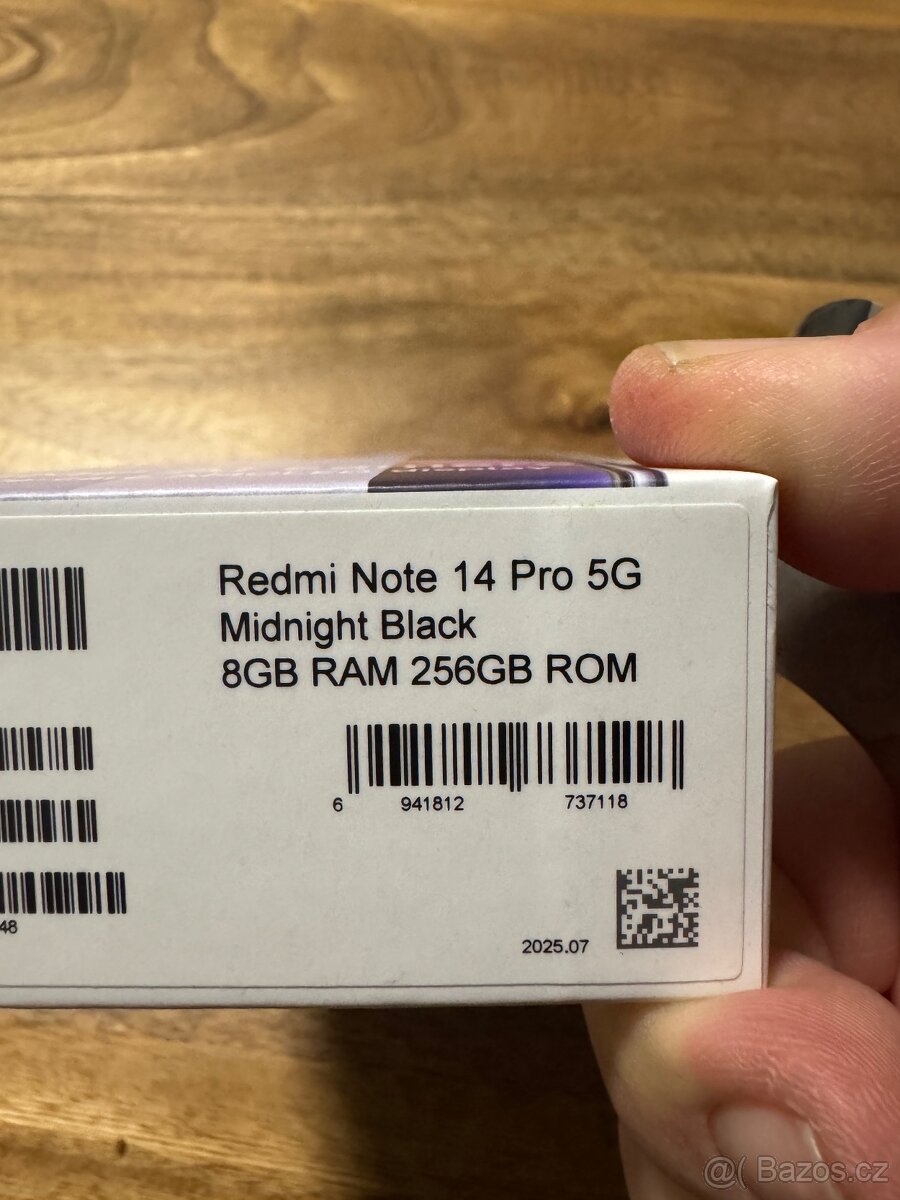 Redmi Note 14 Pro 5G
Midnight Black
8GB RAM 256GB ROM
6 941812 737118
48
2025.07
@( Bazos.cz